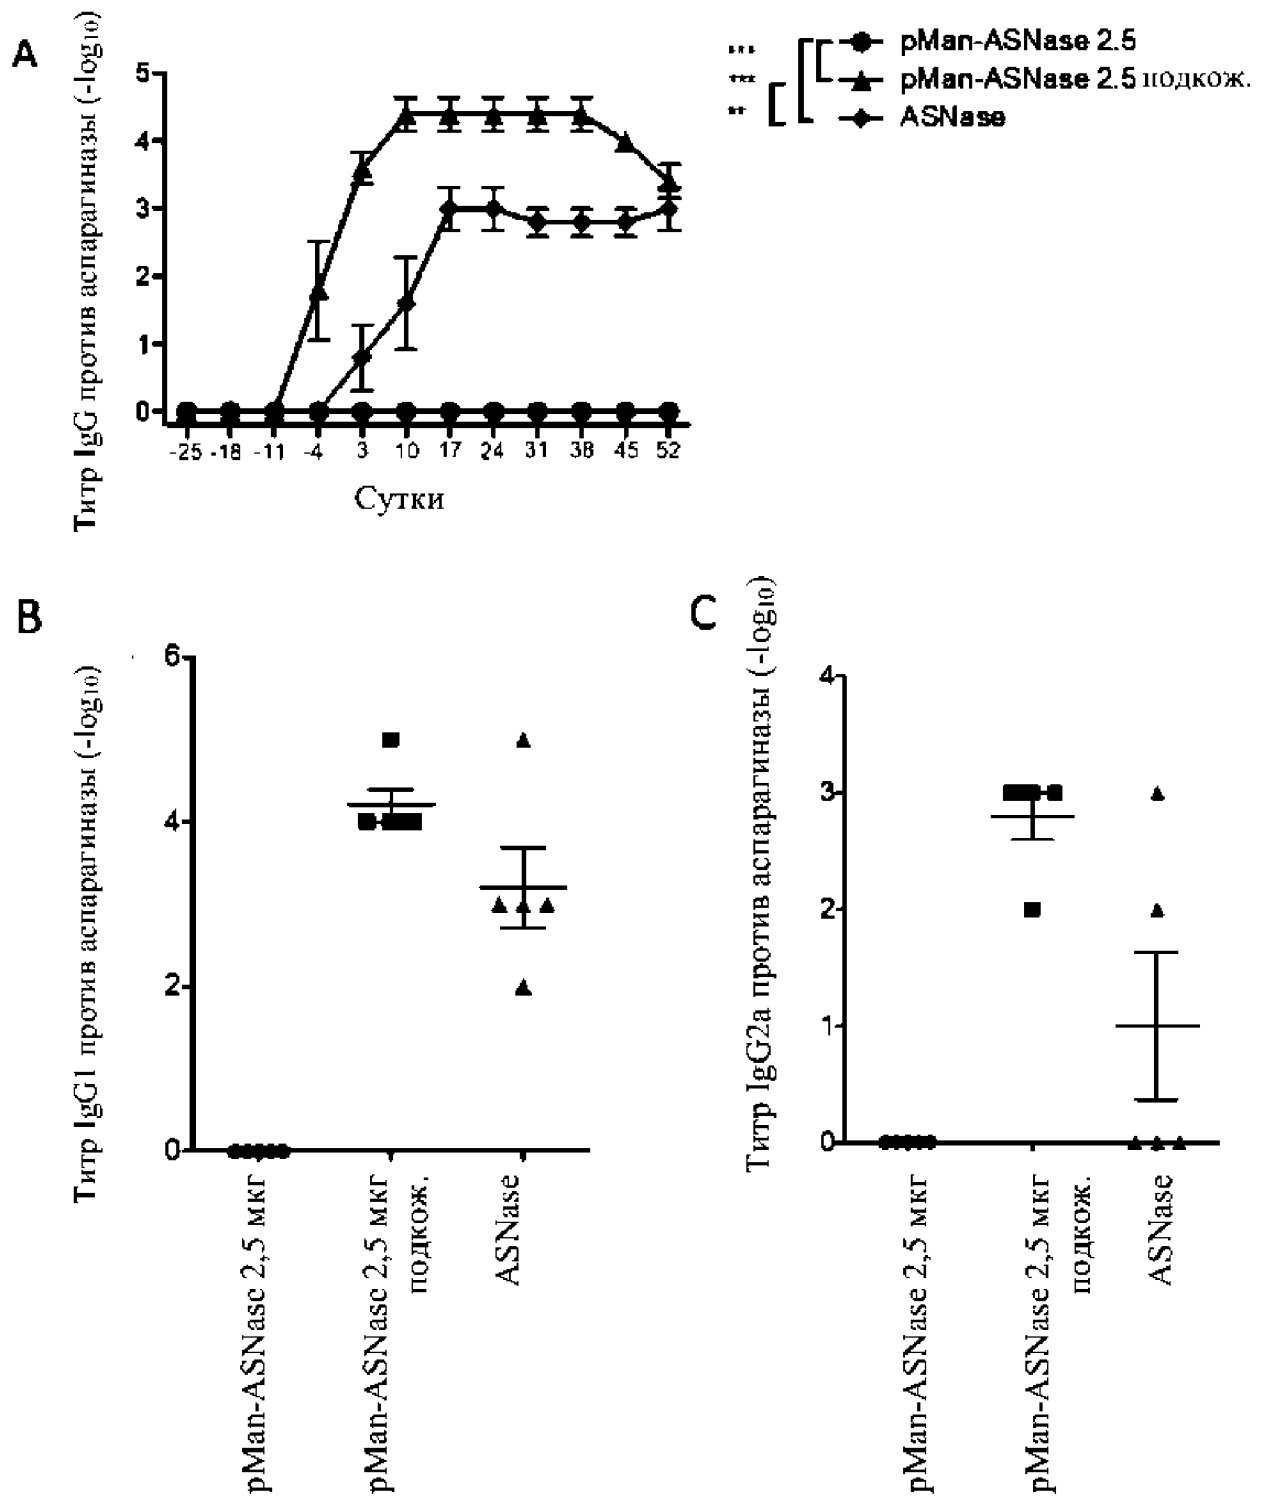 A
Титр IgG против аспарагиназы (-log10)
5
4
3
2
1
0
-25 -18 -11 -4 3 10 17 24 31 38 45 52
Сутки
*** pMan-ASNase 2.5
*** pMan-ASNase 2.5 подкож.
** ASNase
B
Титр IgG1 против аспарагиназы (-log10)
6
4
2
0
pMan-ASNase 2,5 мкг
pMan-ASNase 2,5 мкг
подкож.
ASNase
C
Титр IgG2a против аспарагиназы (-log10)
4
3
2
1
0
pMan-ASNase 2,5 мкг
pMan-ASNase 2,5 мкг
подкож.
ASNase